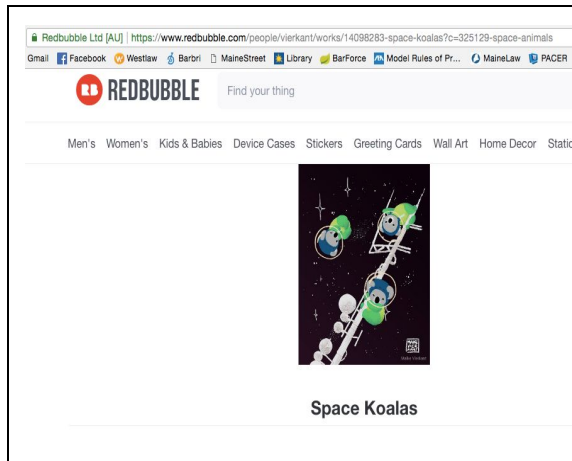 Redbubble Ltd [AU] | https://www.redbubble.com/people/vierkant/works/14098283-space-koalas?c=325129-space-animals
Gmail Facebook Westlaw Barbri MaineStreet Library BarForce Model Rules of Pr... MaineLaw PACER
RB REDBUBBLE Find your thing
Men's Women's Kids & Babies Device Cases Stickers Greeting Cards Wall Art Home Decor Static
Space Koalas